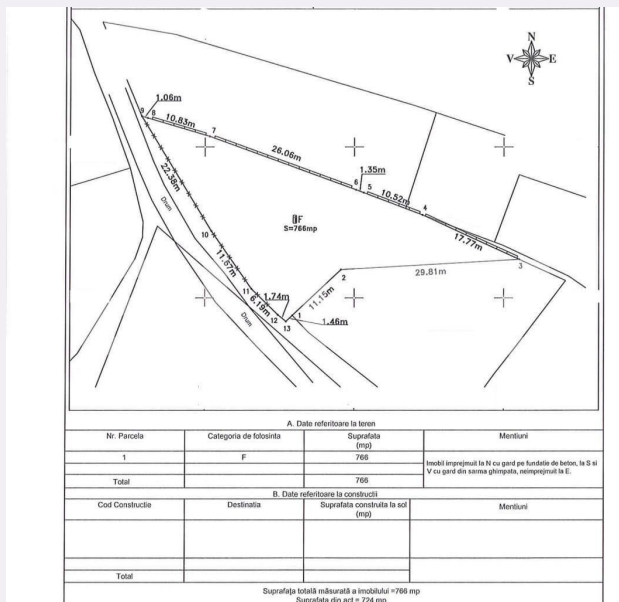 N
V E
S
1.06m
9 8
10.83m
7
26.06m
1.35m
6 5
10.52m
4
17.77m
3
22.38m
Drum
1F
S=766mp
10
11.67m
29.81m
2
11.15m
11
1.74m
6.19m
12
13
1
1.46m
Drum
A. Date referitoare la teren
Nr. Parcela Categoria de folosinta Suprafata (mp) Mentiuni
1 F 766 Imobil imprejmuit la N cu gard pe fundatie de beton, la S si
V cu gard din sarma ghimpata, neimprejmuit la E.
Total 766
B. Date referitoare la constructii
Cod Constructie Destinatia Suprafata construita la sol Mentiuni
(mp)
Total
Suprafaţa totală măsurată a imobilului =766 mp
Suprafata din act = 724 mp